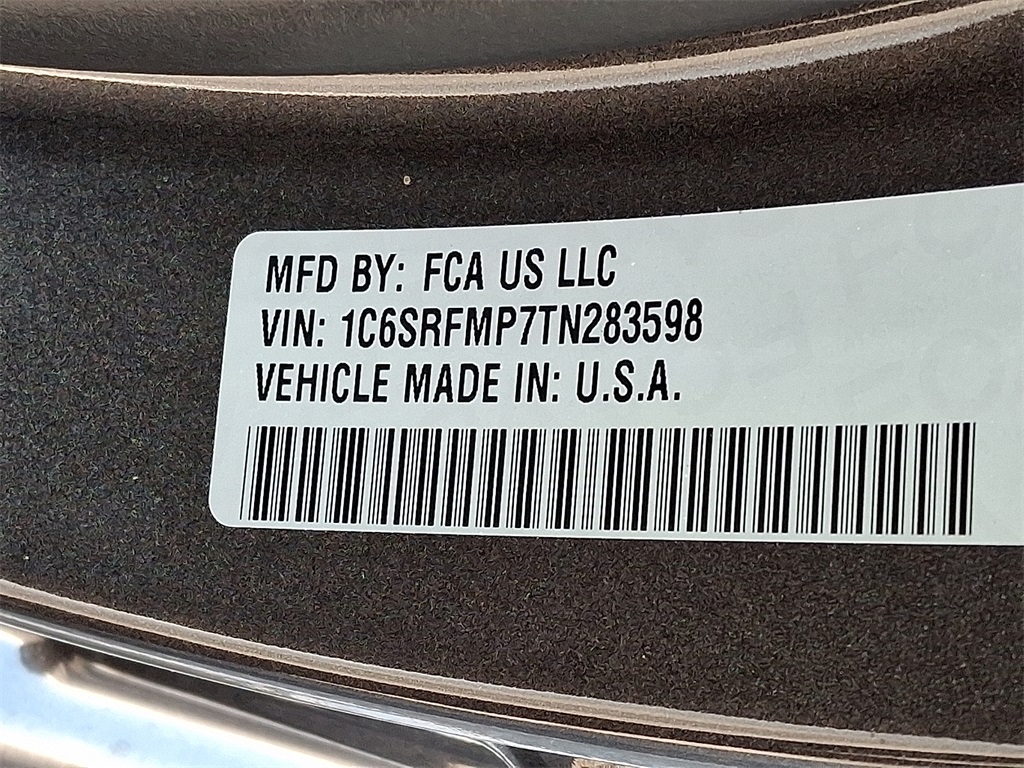 MFD BY: FCA US LLC
VIN: 1C6SRFMP7TN283598
VEHICLE MADE IN: U.S.A.